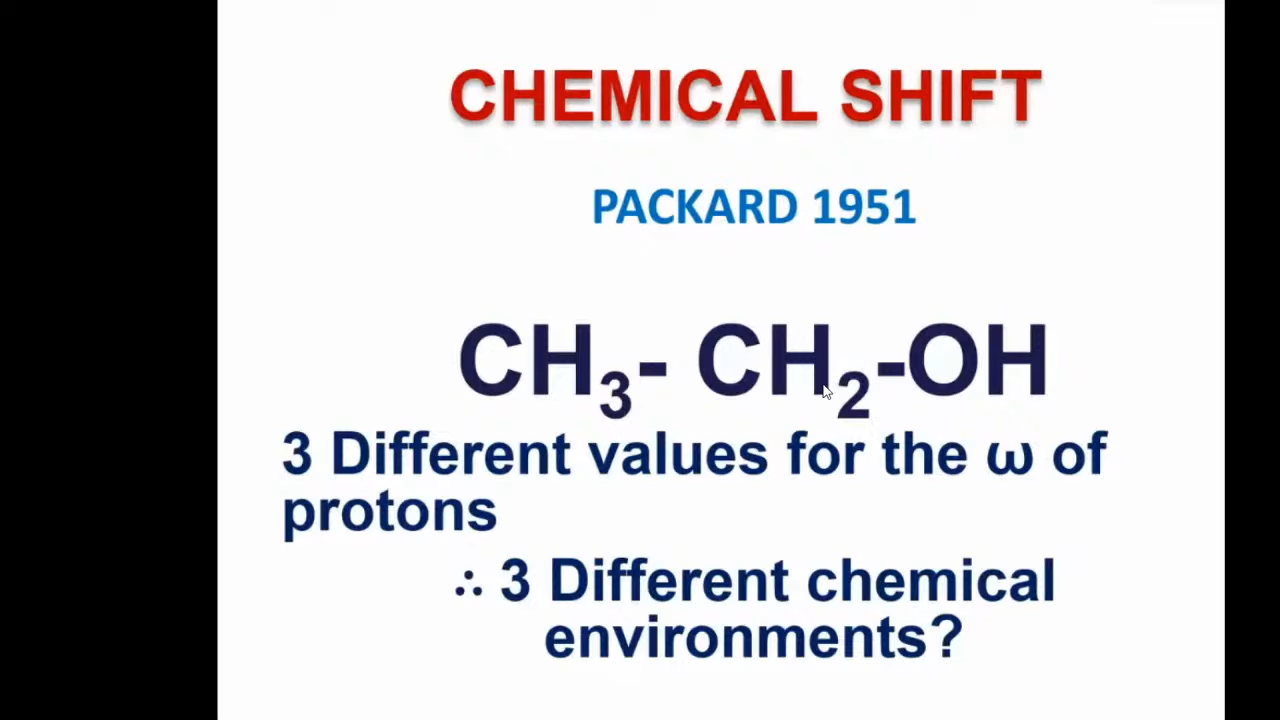 CHEMICAL SHIFT
PACKARD 1951
CH₃- CH₂-OH
3 Different values for the ω of
protons
∴ 3 Different chemical
environments?